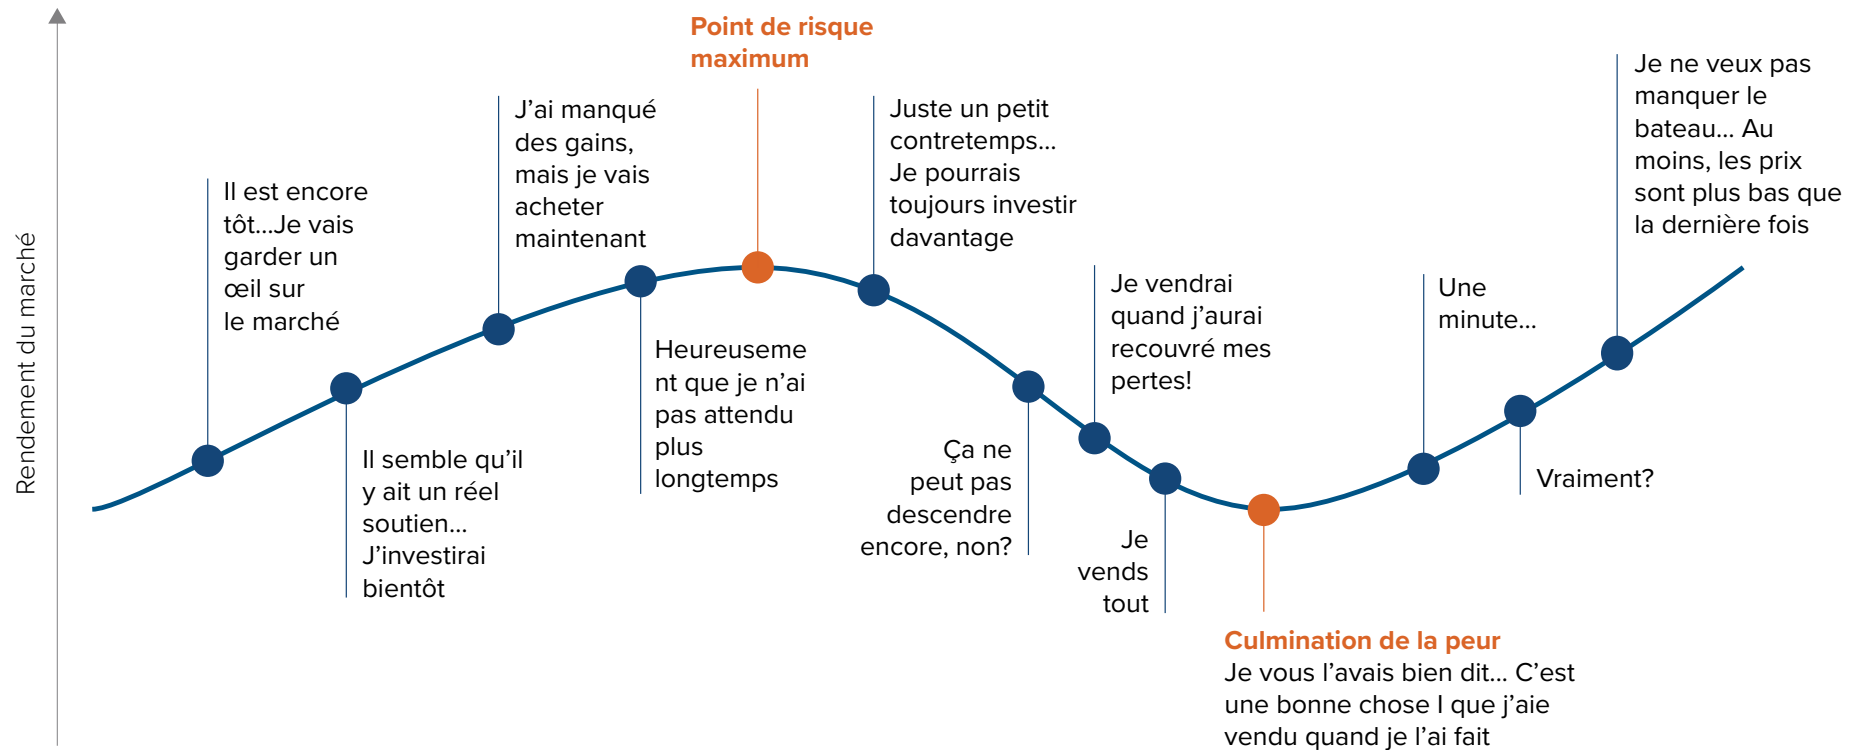 Rendement du marché
Il est encore
tôt...Je vais
garder un
œil sur
le marché
Il semble qu’il
y ait un réel
soutien...
J’investirai
bientôt
J’ai manqué
des gains,
mais je vais
acheter
maintenant
Heureuseme
nt que je n’ai
pas attendu
plus
longtemps
Point de risque
maximum
Juste un petit
contretemps...
Je pourrais
toujours investir
davantage
Ça ne
peut pas
descendre
encore, non?
Je vendrai
quand j’aurai
recouvré mes
pertes!
Je
vends
tout
Culmination de la peur
Je vous l’avais bien dit... C’est
une bonne chose I que j’aie
vendu quand je l’ai fait
Une
minute...
Vraiment?
Je ne veux pas
manquer le
bateau... Au
moins, les prix
sont plus bas que
la dernière fois